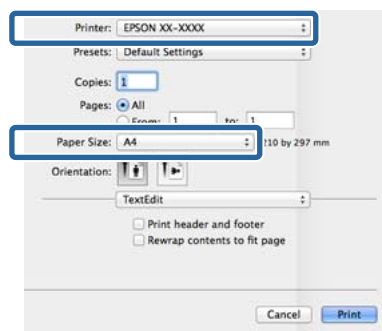 Printer: EPSON XX-XXXX
Presets: Default Settings
Copies: 1
Pages: All
From: 1 to: 1
Paper Size: A4 210 by 297 mm
Orientation:
TextEdit
Print header and footer
Rewrap contents to fit page
Cancel Print